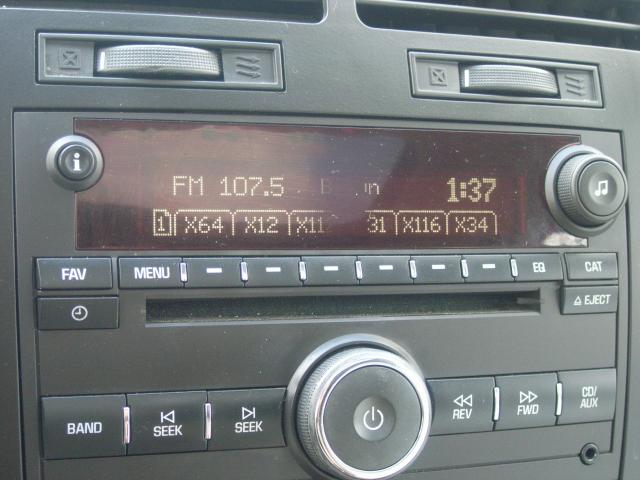 FM 107.5 1:37
1 X64 X12 X11 31 X116 X34
FAV MENU EQ CAT
EJECT
BAND SEEK SEEK REV FWD CD/AUX